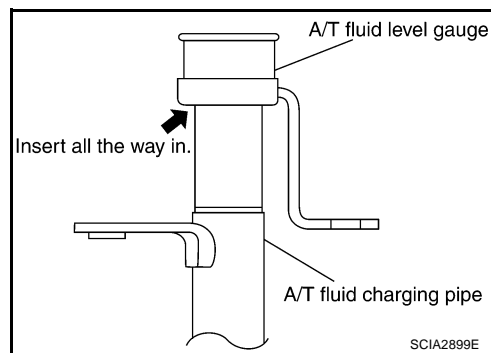 A/T fluid level gauge
Insert all the way in.
A/T fluid charging pipe
SCIA2899E